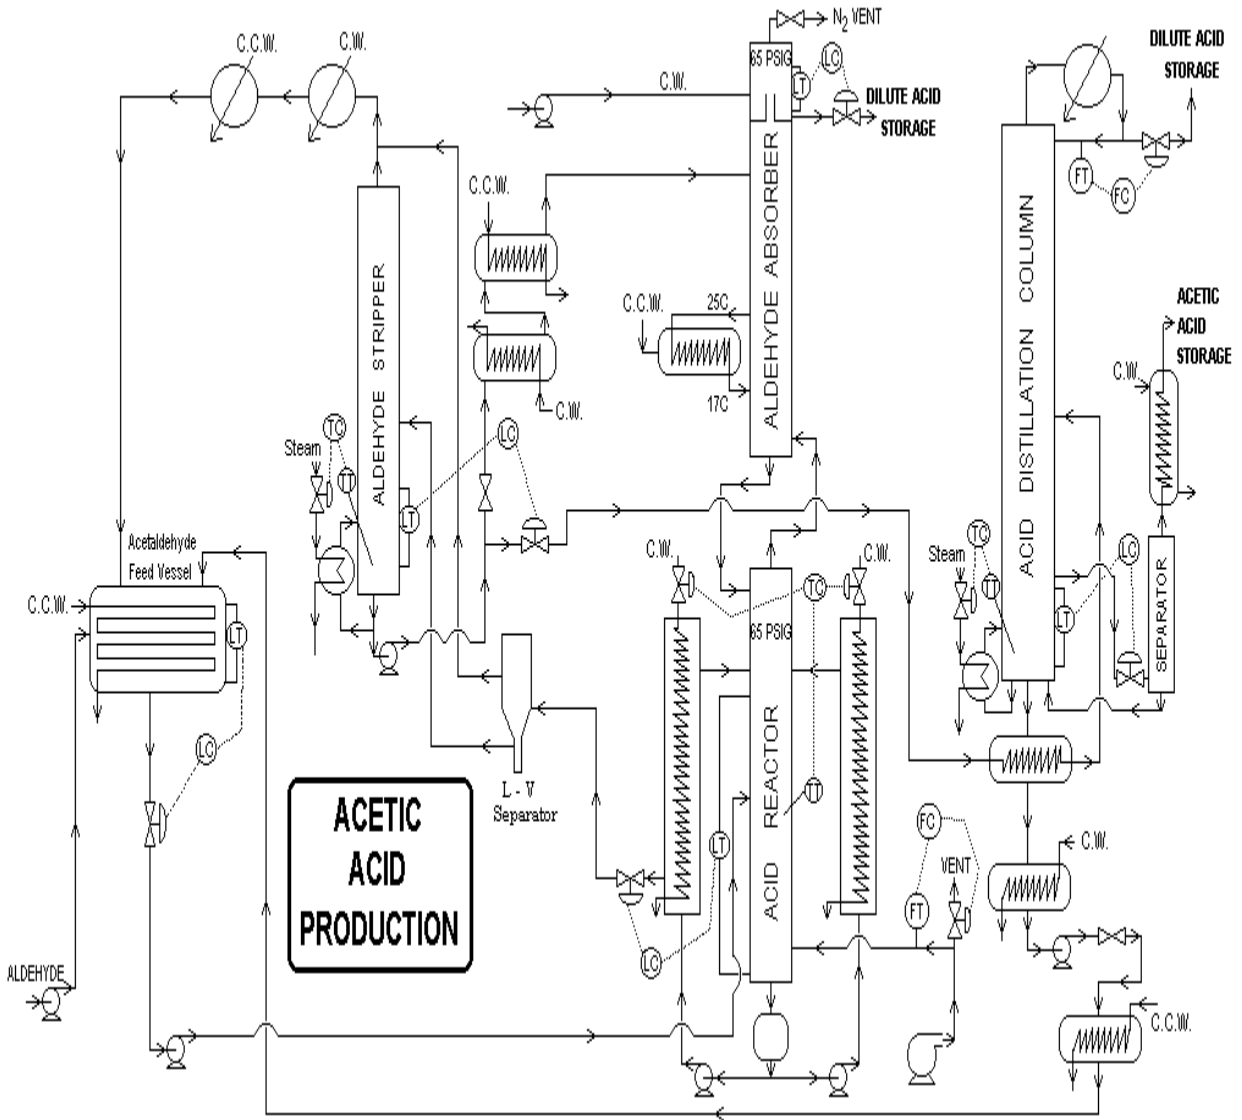 C.C.W.
C.W.
N₂ VENT
65 PSIG
LT
LC
DILUTE ACID
STORAGE
C.W.
DILUTE ACID
STORAGE
FT
FC
C.C.W.
ALDEHYDE STRIPPER
ALDEHYDE ABSORBER
ACID DISTILLATION COLUMN
C.C.W.
25C
17C
ACETIC
ACID
STORAGE
C.W.
C.W.
Steam
TC
TT
LT
LC
Acetaldehyde
Feed Vessel
C.C.W.
LT
LC
C.W.
TC
C.W.
65 PSIG
ACID REACTOR
TT
LT
LC
Steam
TC
TT
LT
LC
SEPARATOR
L - V
Separator
ACETIC
ACID
PRODUCTION
FC
VENT
FT
C.W.
ALDEHYDE
C.C.W.